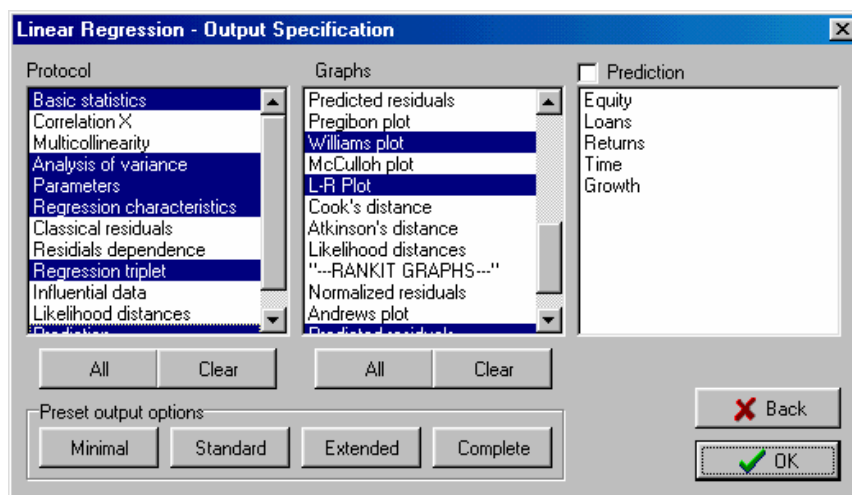 Linear Regression - Output Specification
Protocol
Basic statistics
Correlation X
Multicollinearity
Analysis of variance
Parameters
Regression characteristics
Classical residuals
Residials dependence
Regression triplet
Influential data
Likelihood distances
Prediction
All
Clear
Graphs
Predicted residuals
Pregibon plot
Williams plot
McCulloh plot
L-R Plot
Cook's distance
Atkinson's distance
Likelihood distances
"---RANKIT GRAPHS---"
Normalized residuals
Andrews plot
Predicted residuals
All
Clear
Prediction
Equity
Loans
Returns
Time
Growth
Preset output options
Minimal
Standard
Extended
Complete
Back
OK